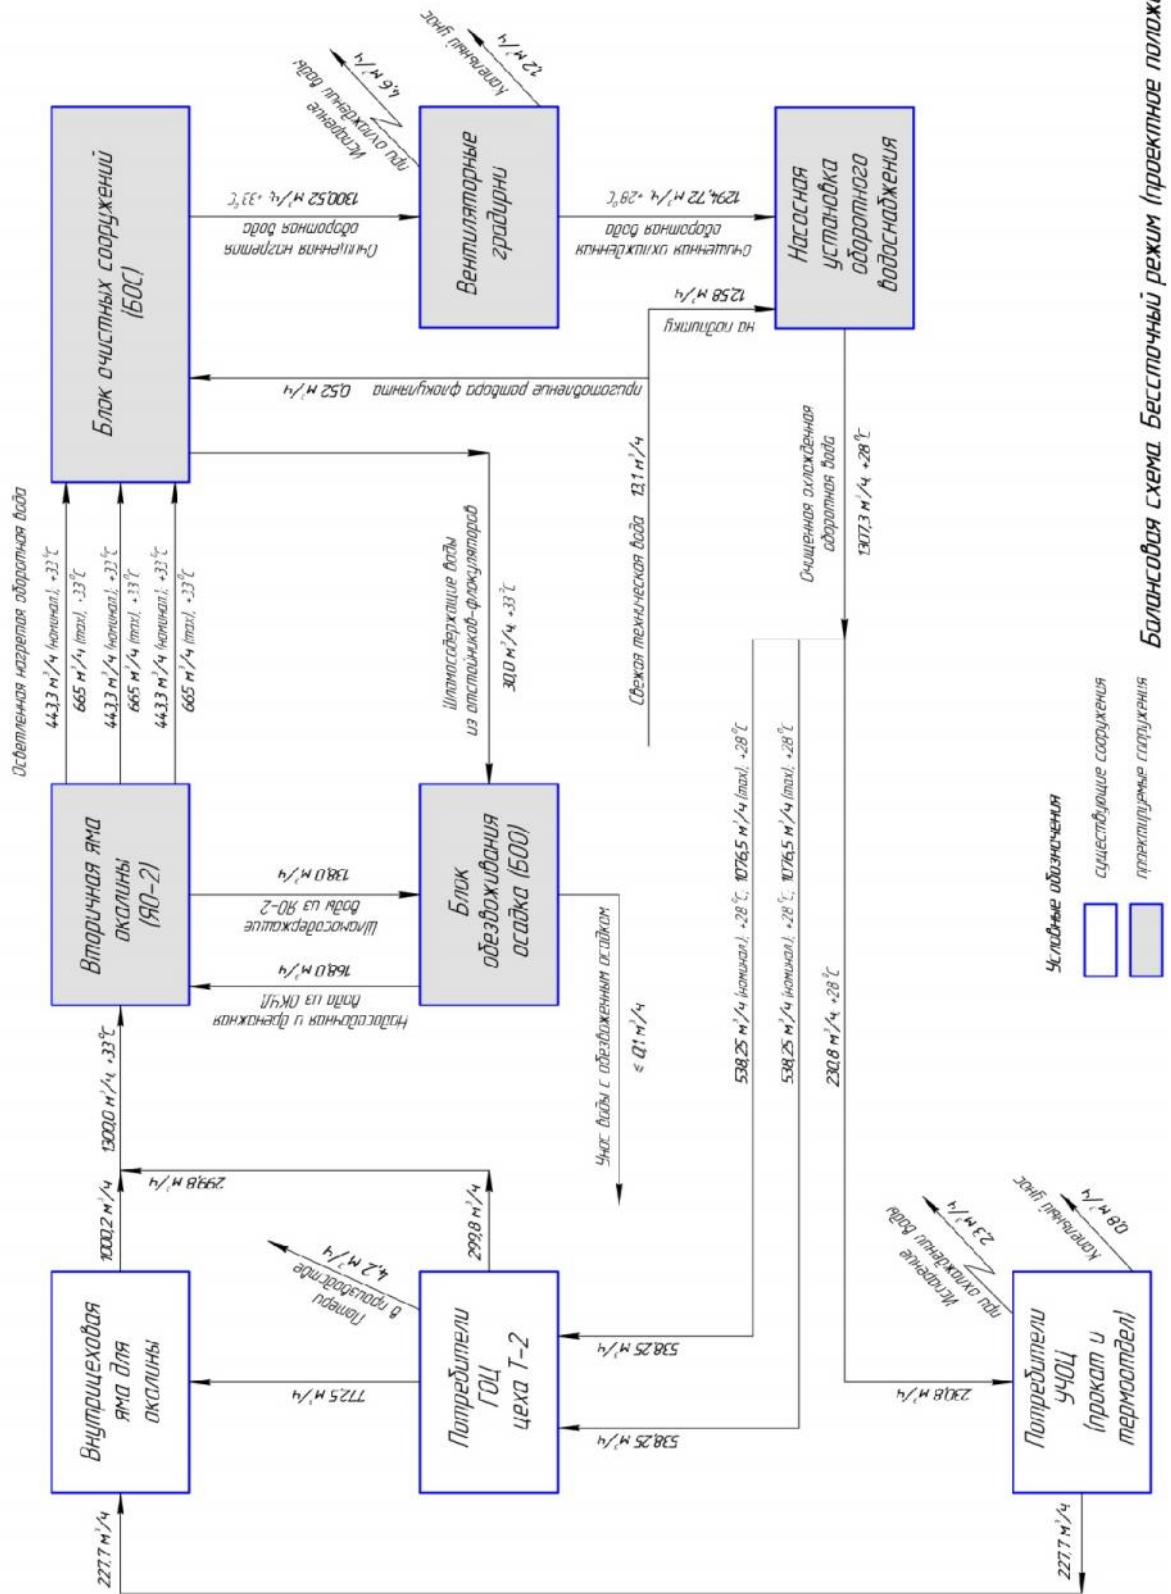 Осветленная нагретая оборотная вода
443,3 м³/ч (номинал.), +33°С
665 м³/ч (max), +33°С
443,3 м³/ч (номинал.), +33°С
665 м³/ч (max), +33°С
443,3 м³/ч (номинал.), +33°С
665 м³/ч (max), +33°С
227,7 м³/ч
Внутрицеховая
яма для
окалины
1000,2 м³/ч
1300,0 м³/ч, +33°С
299,8 м³/ч
Вторичная яма
окалины
(ЯО-2)
Блок очистных сооружений
(БОС)
772,5 м³/ч
Потери
в производстве
4,2 м³/ч
Надосадочная и дренажная
вода из ОКЧД
168,0 м³/ч
Шламосодержащие
воды из ЯО-2
138,0 м³/ч
Шламосодержащие воды
из отстойников-флокуляторов
30,0 м³/ч, +33°С
приготовление раствора флокулянта 0,52 м³/ч
Очищенная нагретая
оборотная вода
1300,52 м³/ч, +33°С
Испарение
при охлаждении воды
4,6 м³/ч
Капельный унос
1,2 м³/ч
Потребители
ГОЦ
цеха Т-2
299,8 м³/ч
Блок
обезвоживания
осадка (БОО)
Вентиляторные
градирни
Унос воды с обезвоженным осадком
≤ 0,1 м³/ч
Свежая техническая вода 13,1 м³/ч
на подпитку
12,58 м³/ч
Очищенная охлажденная
оборотная вода
1294,72 м³/ч, +28°С
538,25 м³/ч
538,25 м³/ч
538,25 м³/ч (номинал.), +28°С; 1076,5 м³/ч (max), +28°С
538,25 м³/ч (номинал.), +28°С; 1076,5 м³/ч (max), +28°С
230,8 м³/ч, +28°С
Очищенная охлажденная
оборотная вода
1307,3 м³/ч, +28°С
Насосная
установка
оборотного
водоснабжения
230,8 м³/ч
Испарение
при охлаждении воды
2,3 м³/ч
Капельный унос
0,8 м³/ч
Потребители
УЧОЦ
(прокат и
термоотдел)
227,7 м³/ч
Условные обозначения
существующие сооружения
проектируемые сооружения
Балансовая схема. Бессточный режим (проектное полож